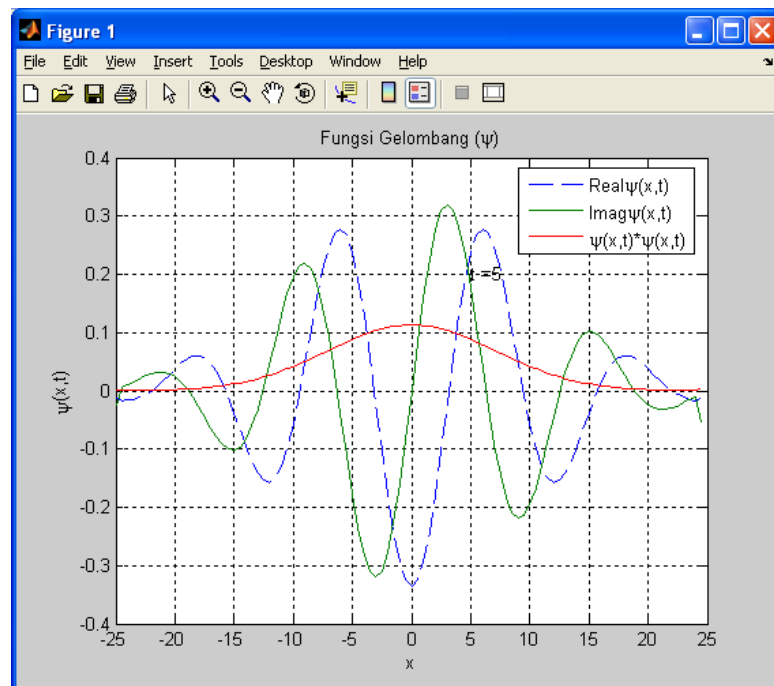 Figure 1
File Edit View Insert Tools Desktop Window Help
Fungsi Gelombang (ψ)
0.4
0.3
0.2
0.1
0
-0.1
-0.2
-0.3
-0.4
ψ(x,t)
Realψ(x,t)
Imagψ(x,t)
ψ(x,t)*ψ(x,t)
t =5
-25 -20 -15 -10 -5 0 5 10 15 20 25
x